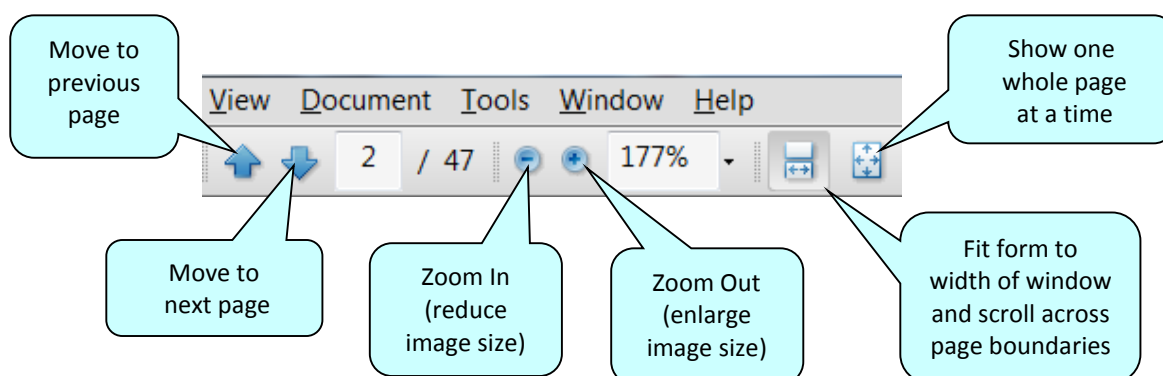 Move to
previous
page
Show one
whole page
at a time
View Document Tools Window Help
2 / 47 177%
Move to
next page
Zoom In
(reduce
image size)
Zoom Out
(enlarge
image size)
Fit form to
width of window
and scroll across
page boundaries